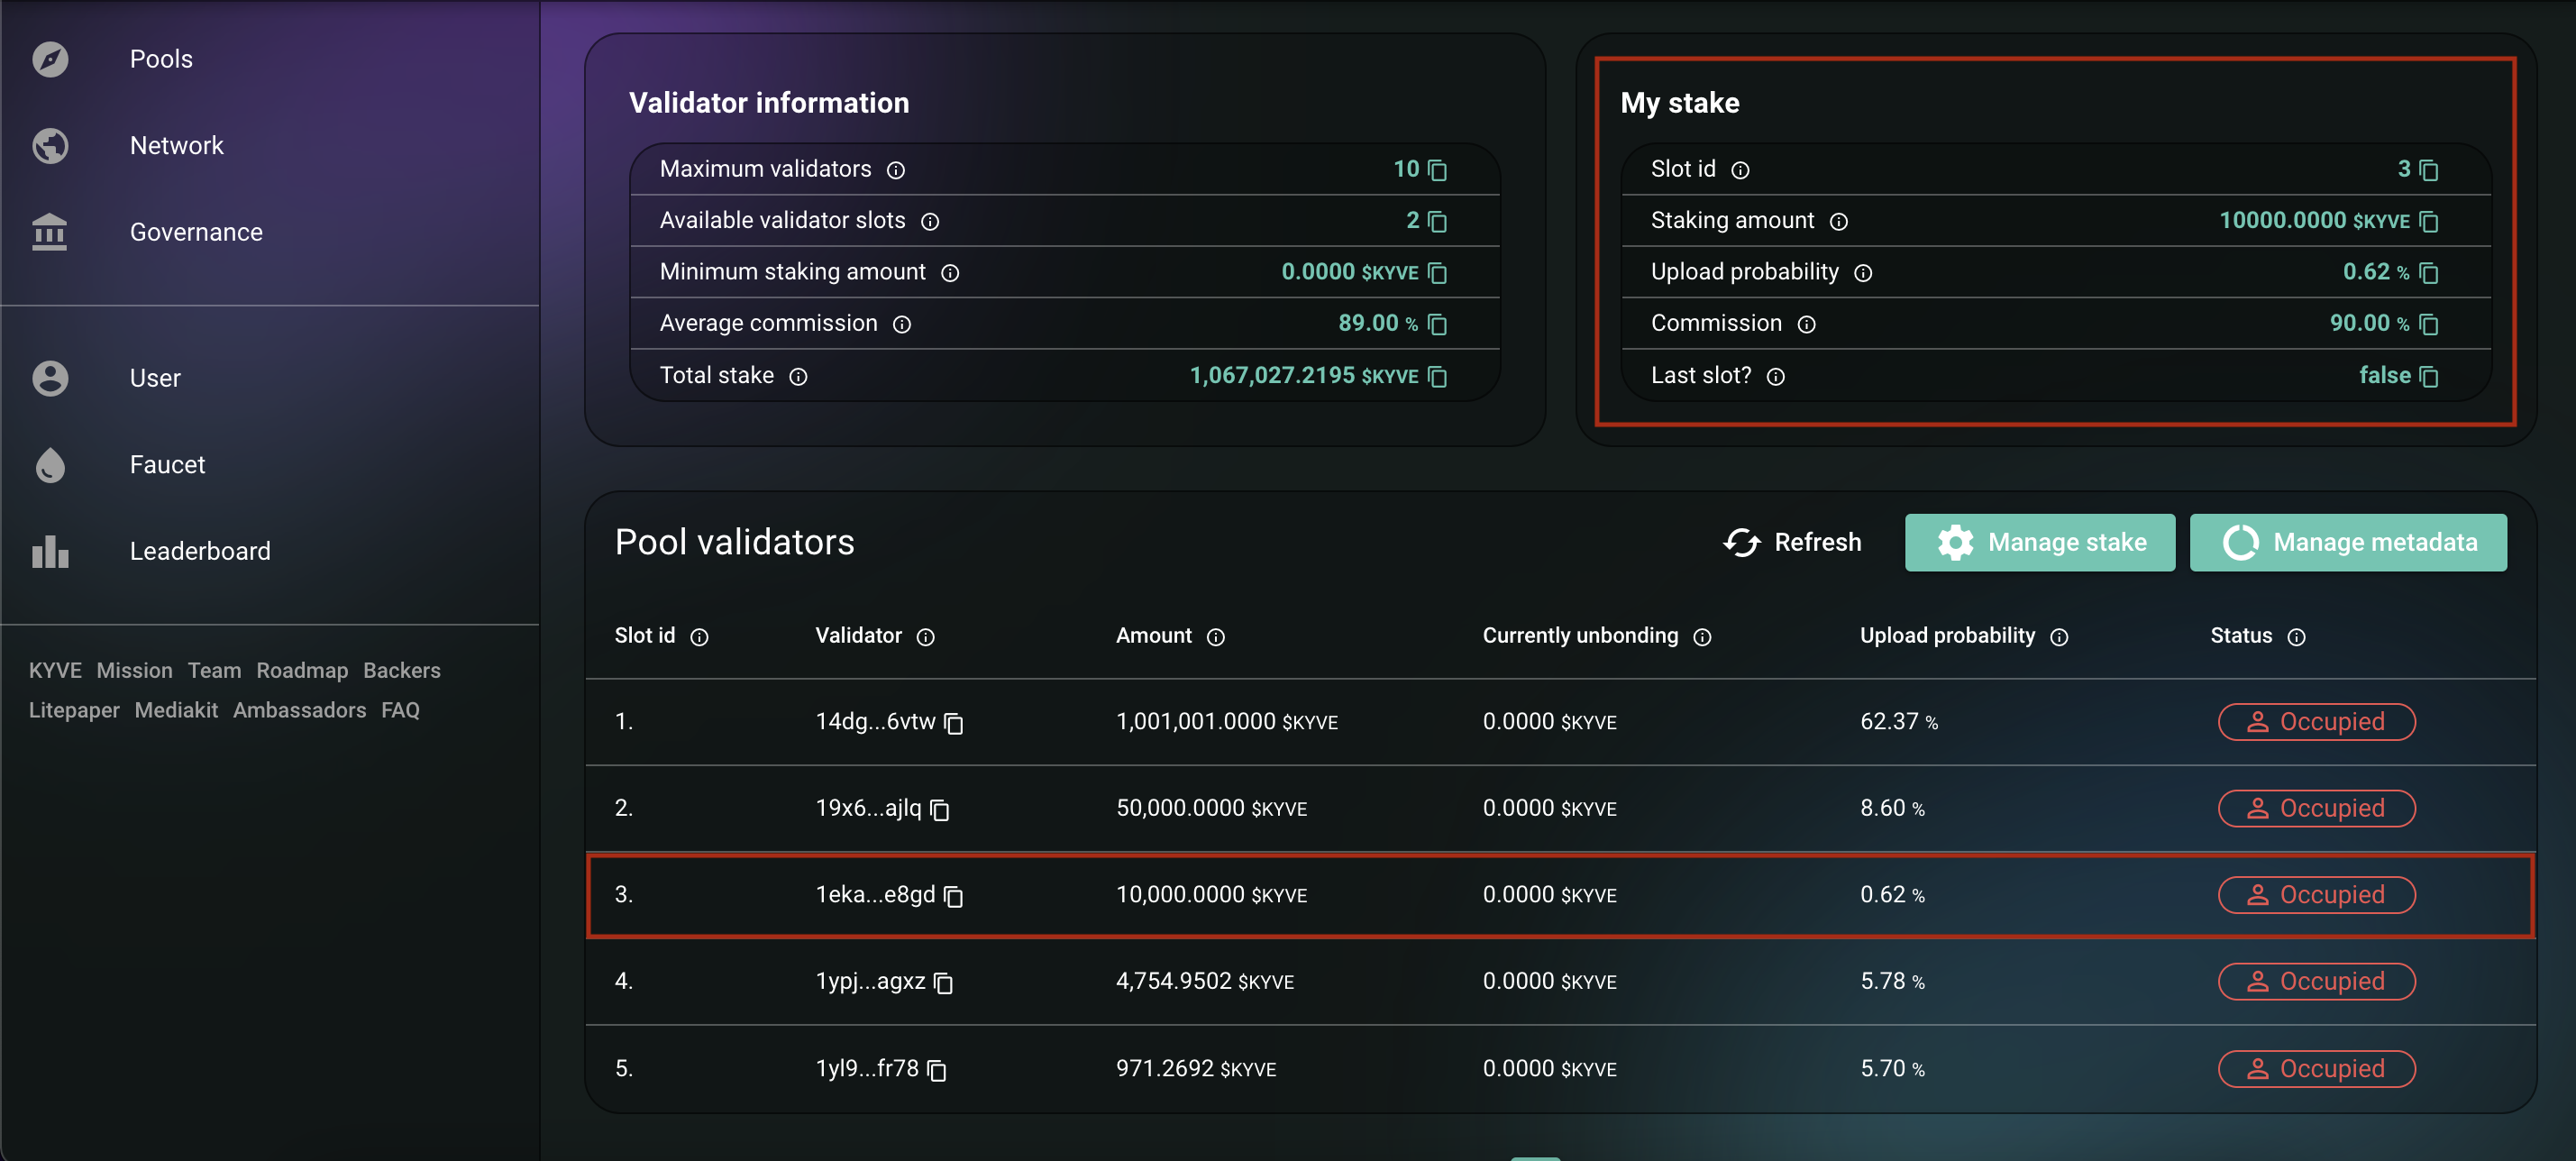 Pools
Network
Governance
User
Faucet
Leaderboard
KYVE Mission Team Roadmap Backers
Litepaper Mediakit Ambassadors FAQ
Validator information
Maximum validators 10
Available validator slots 2
Minimum staking amount 0.0000 $KYVE
Average commission 89.00 %
Total stake 1,067,027.2195 $KYVE
My stake
Slot id 3
Staking amount 10000.0000 $KYVE
Upload probability 0.62 %
Commission 90.00 %
Last slot? false
Pool validators Refresh Manage stake Manage metadata
Slot id Validator Amount Currently unbonding Upload probability Status
1. 14dg...6vtw 1,001,001.0000 $KYVE 0.0000 $KYVE 62.37 % Occupied
2. 19x6...ajlq 50,000.0000 $KYVE 0.0000 $KYVE 8.60 % Occupied
3. 1eka...e8gd 10,000.0000 $KYVE 0.0000 $KYVE 0.62 % Occupied
4. 1ypj...agxz 4,754.9502 $KYVE 0.0000 $KYVE 5.78 % Occupied
5. 1yl9...fr78 971.2692 $KYVE 0.0000 $KYVE 5.70 % Occupied